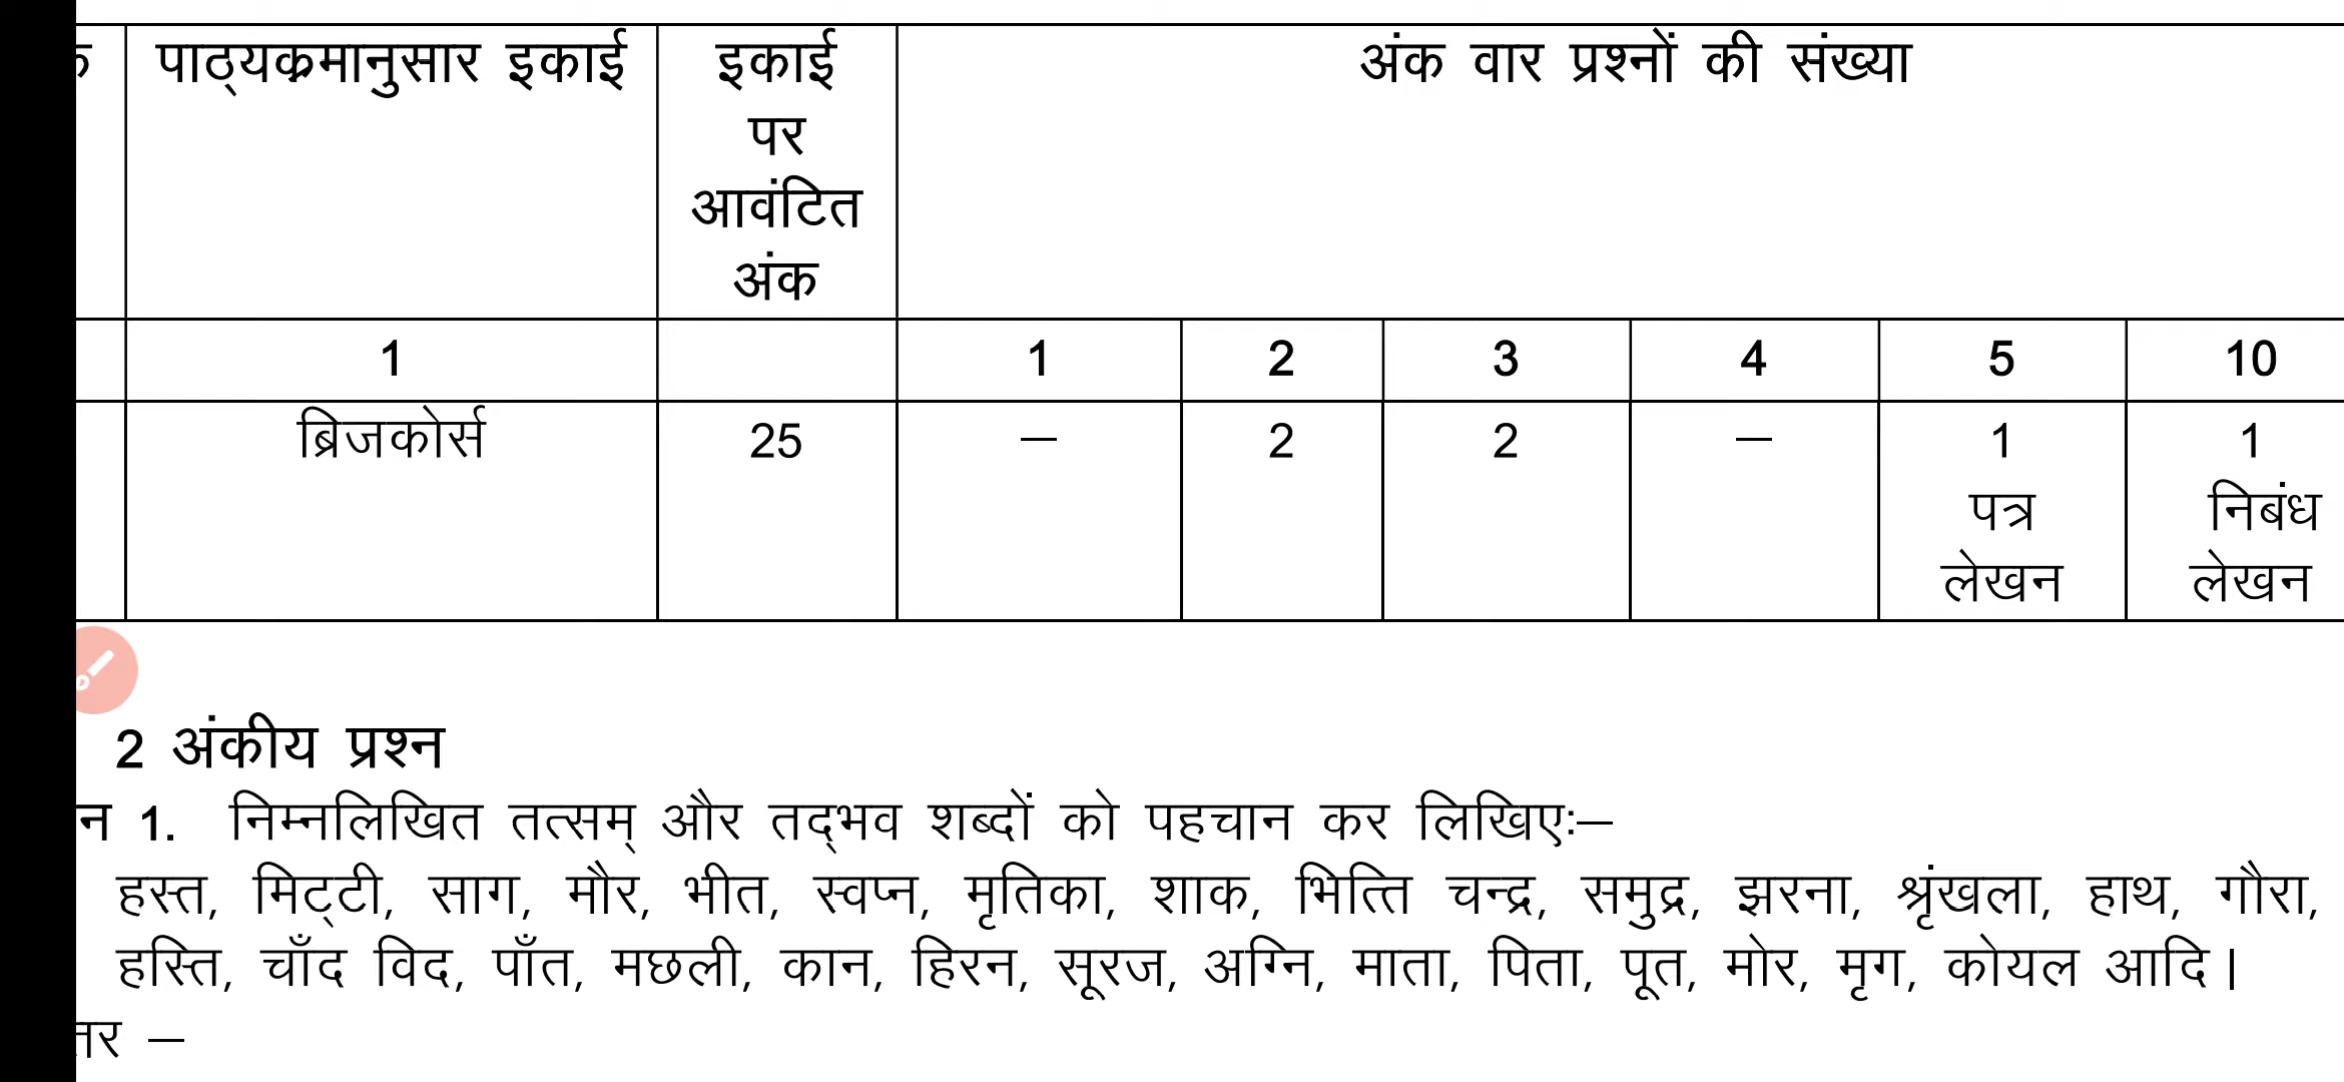 पाठ्यक्रमानुसार इकाई इकाई अंक वार प्रश्नों की संख्या
पर
आवंटित
अंक
1 1 2 3 4 5 10
ब्रिजकोर्स 25 – 2 2 – 1 1
पत्र निबंध
लेखन लेखन
2 अंकीय प्रश्न
न 1. निम्नलिखित तत्सम् और तद्भव शब्दों को पहचान कर लिखिएः–
हस्त, मिट्टी, साग, मौर, भीत, स्वप्न, मृतिका, शाक, भित्ति चन्द्र, समुद्र, झरना, श्रृंखला, हाथ, गौरा,
हस्ति, चाँद विद, पाँत, मछली, कान, हिरन, सूरज, अग्नि, माता, पिता, पूत, मोर, मृग, कोयल आदि।
तर –